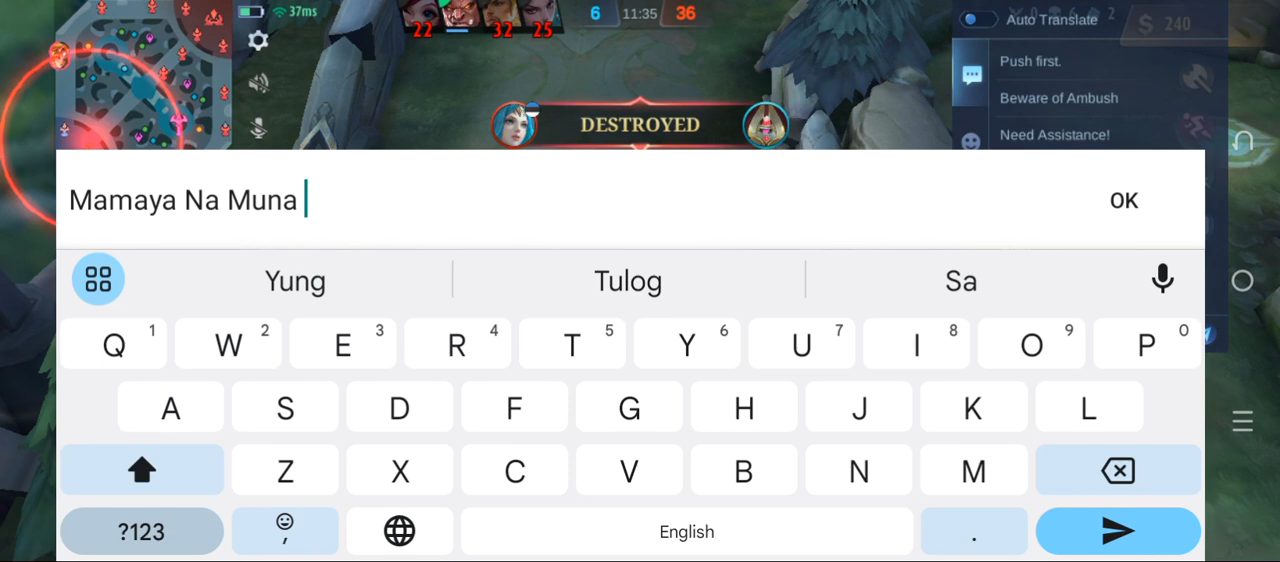 37ms
22 32 25
6 11:35 36
Auto Translate
240
Push first.
Beware of Ambush
Need Assistance!
DESTROYED
Mamaya Na Muna
OK
Yung Tulog Sa
Q 1 W 2 E 3 R 4 T 5 Y 6 U 7 I 8 O 9 P 0
A S D F G H J K L
Z X C V B N M
?123 , English .